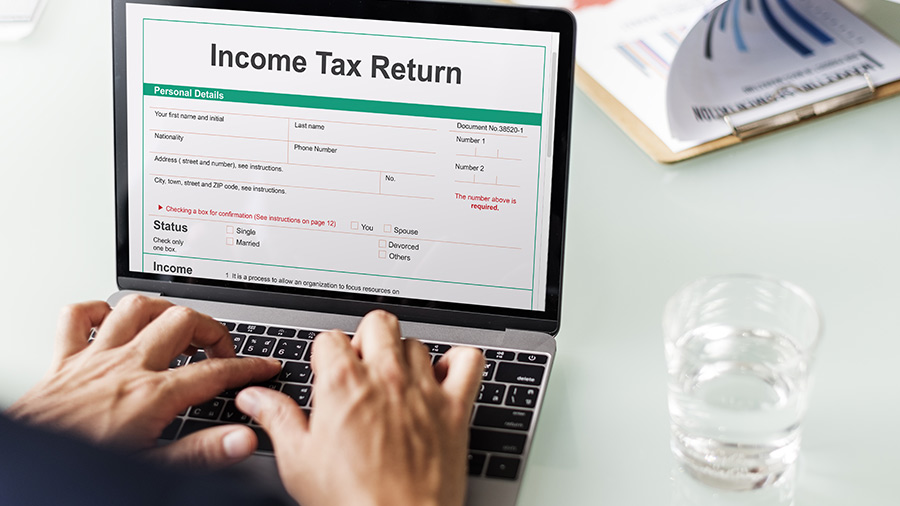 Income Tax Return
Personal Details
Your first name and initial
Last name
Document No.38520-1
Nationality
Phone Number
Number 1
Address ( street and number), see instructions.
No.
Number 2
City, town, street and ZIP code, see instructions.
The number above is
required.
Checking a box for confirmation (See instructions on page 12)
You
Spouse
Status
Check only
one box.
Single
Married
Devorced
Others
Income
1. It is a process to allow an organization to focus resources on
delete
return